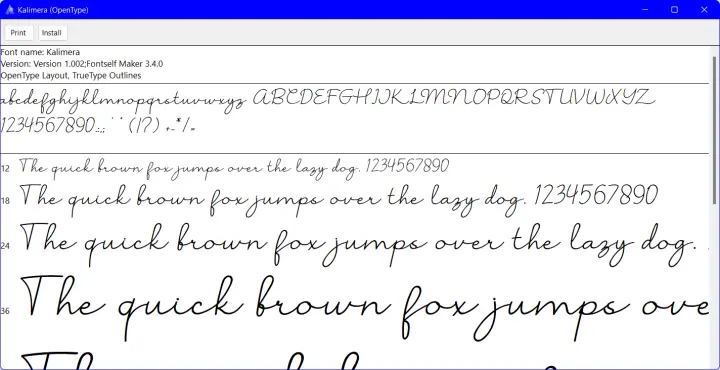 Kalimera (OpenType)
Print Install
Font name: Kalimera
Version: Version 1.002;Fontself Maker 3.4.0
OpenType Layout, TrueType Outlines
abcdefghijklmnopqrstuvwxyz ABCDEFGHIJKLMNOPQRSTUVWXYZ
1234567890.:,; ' " (!?) +-*/=
12 The quick brown fox jumps over the lazy dog. 1234567890
18 The quick brown fox jumps over the lazy dog. 1234567890
24 The quick brown fox jumps over the lazy dog.
36 The quick brown fox jumps ove